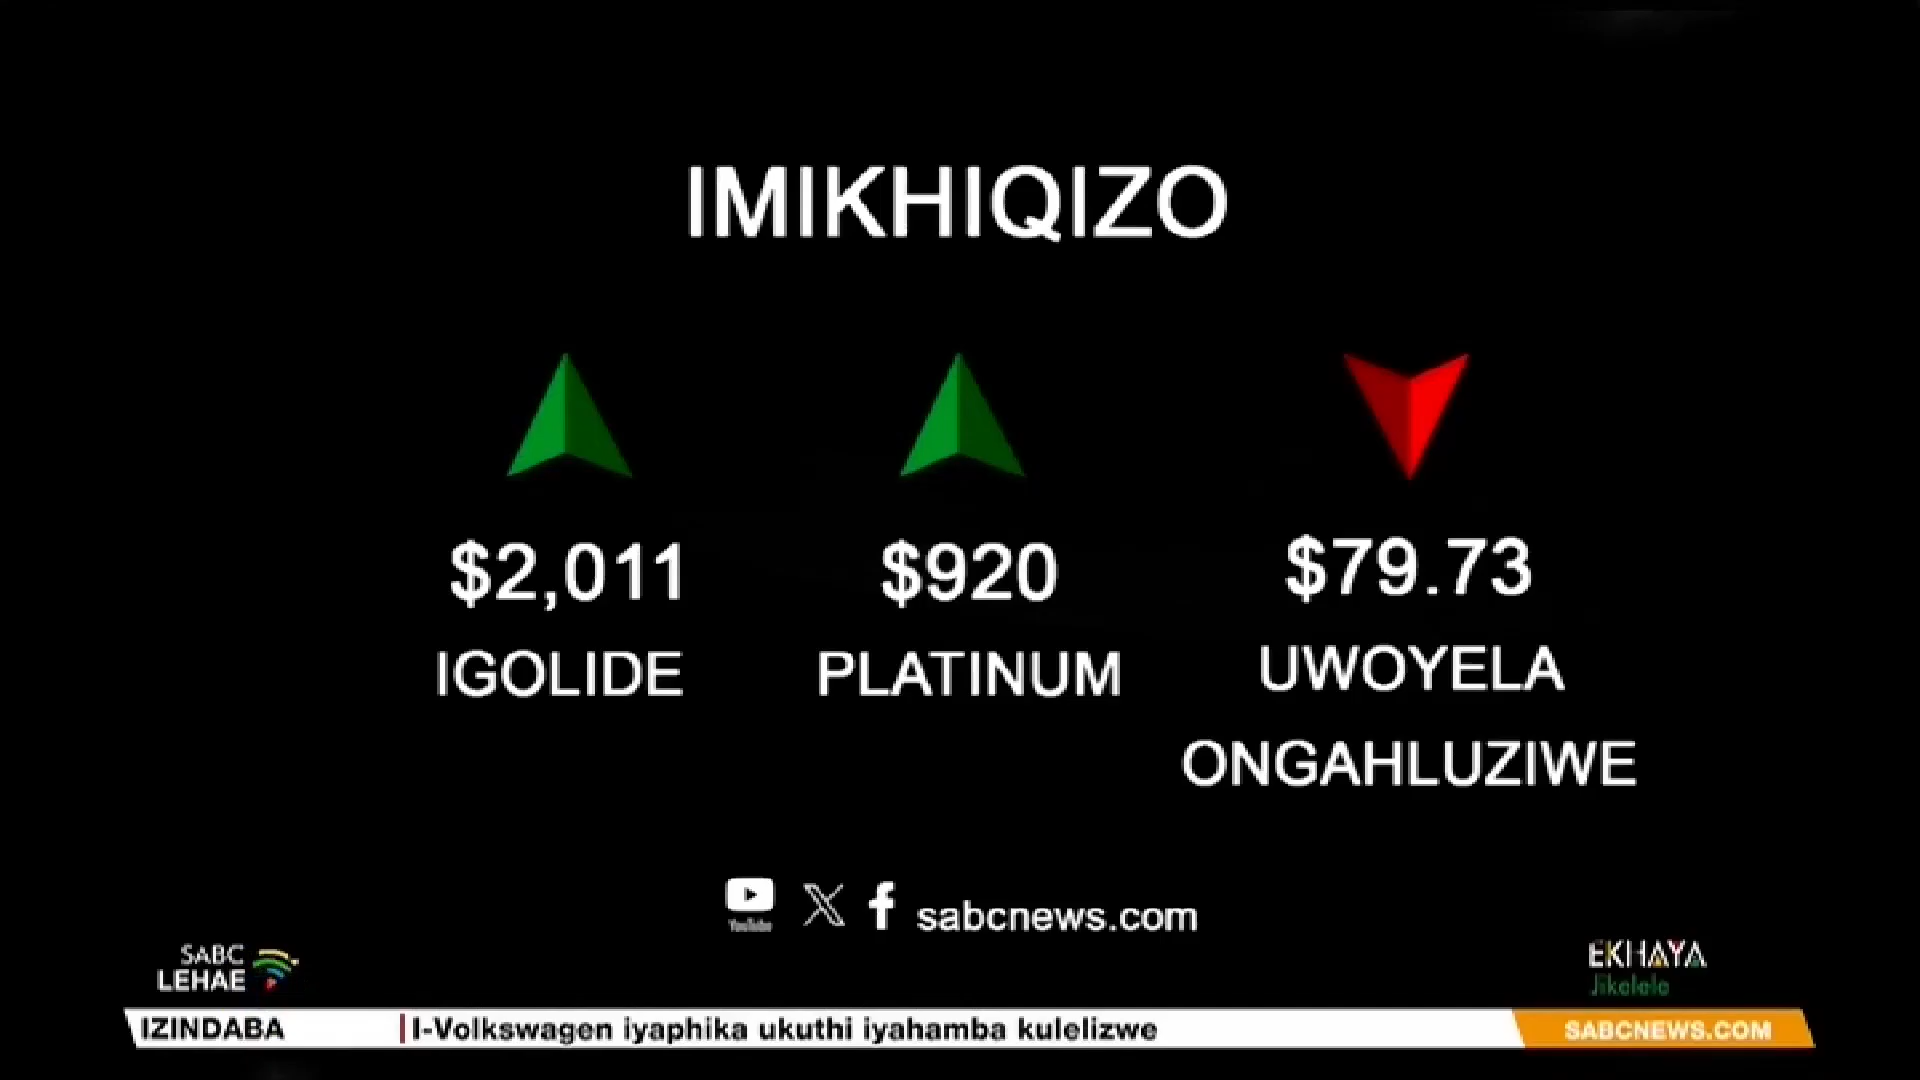 IMIKHIQIZO
$2,011
$920
$79.73
IGOLIDE
PLATINUM
UWOYELA
ONGAHLUZIWE
YouTube
sabcnews.com
SABC
LEHAE
EKHAYA
Jikelele
IZINDABA
I-Volkswagen iyaphika ukuthi iyahamba kulelizwe
SABCNEWS.COM